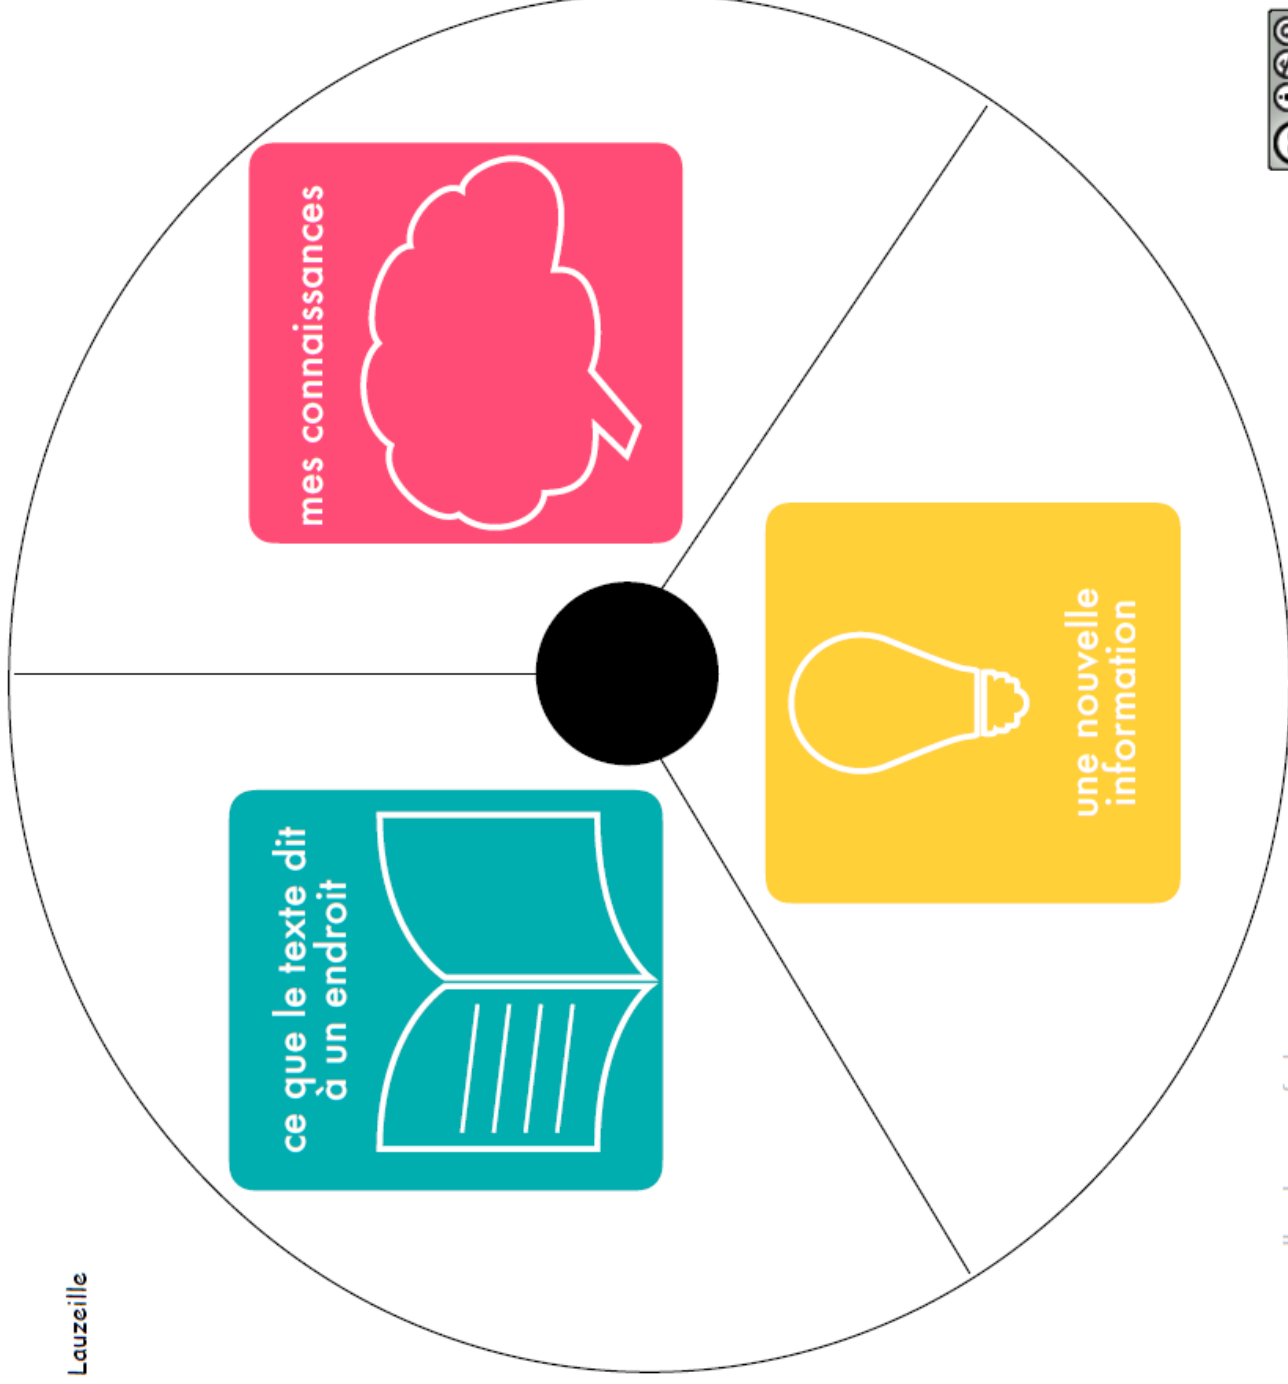 Lauzeille
ce que le texte dit
à un endroit
mes connaissances
une nouvelle
information